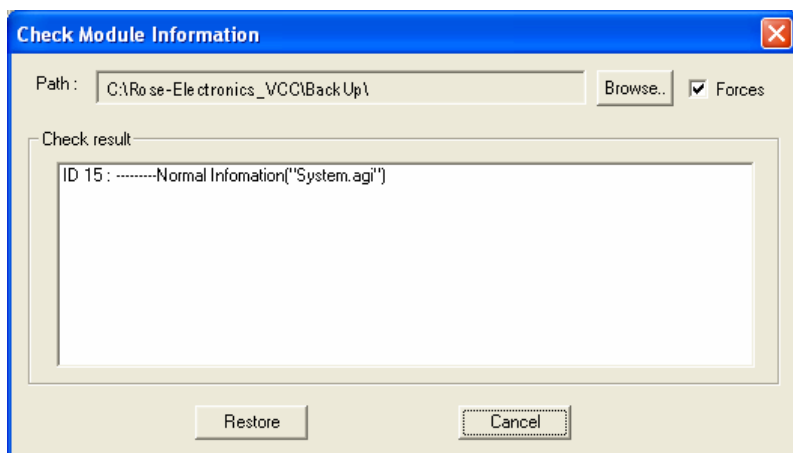 Check Module Information
Path : C:\Rose-Electronics_VCC\BackUp\ Browse.. Forces
Check result
ID 15 : ---------Normal Infomation("System.agi")
Restore Cancel